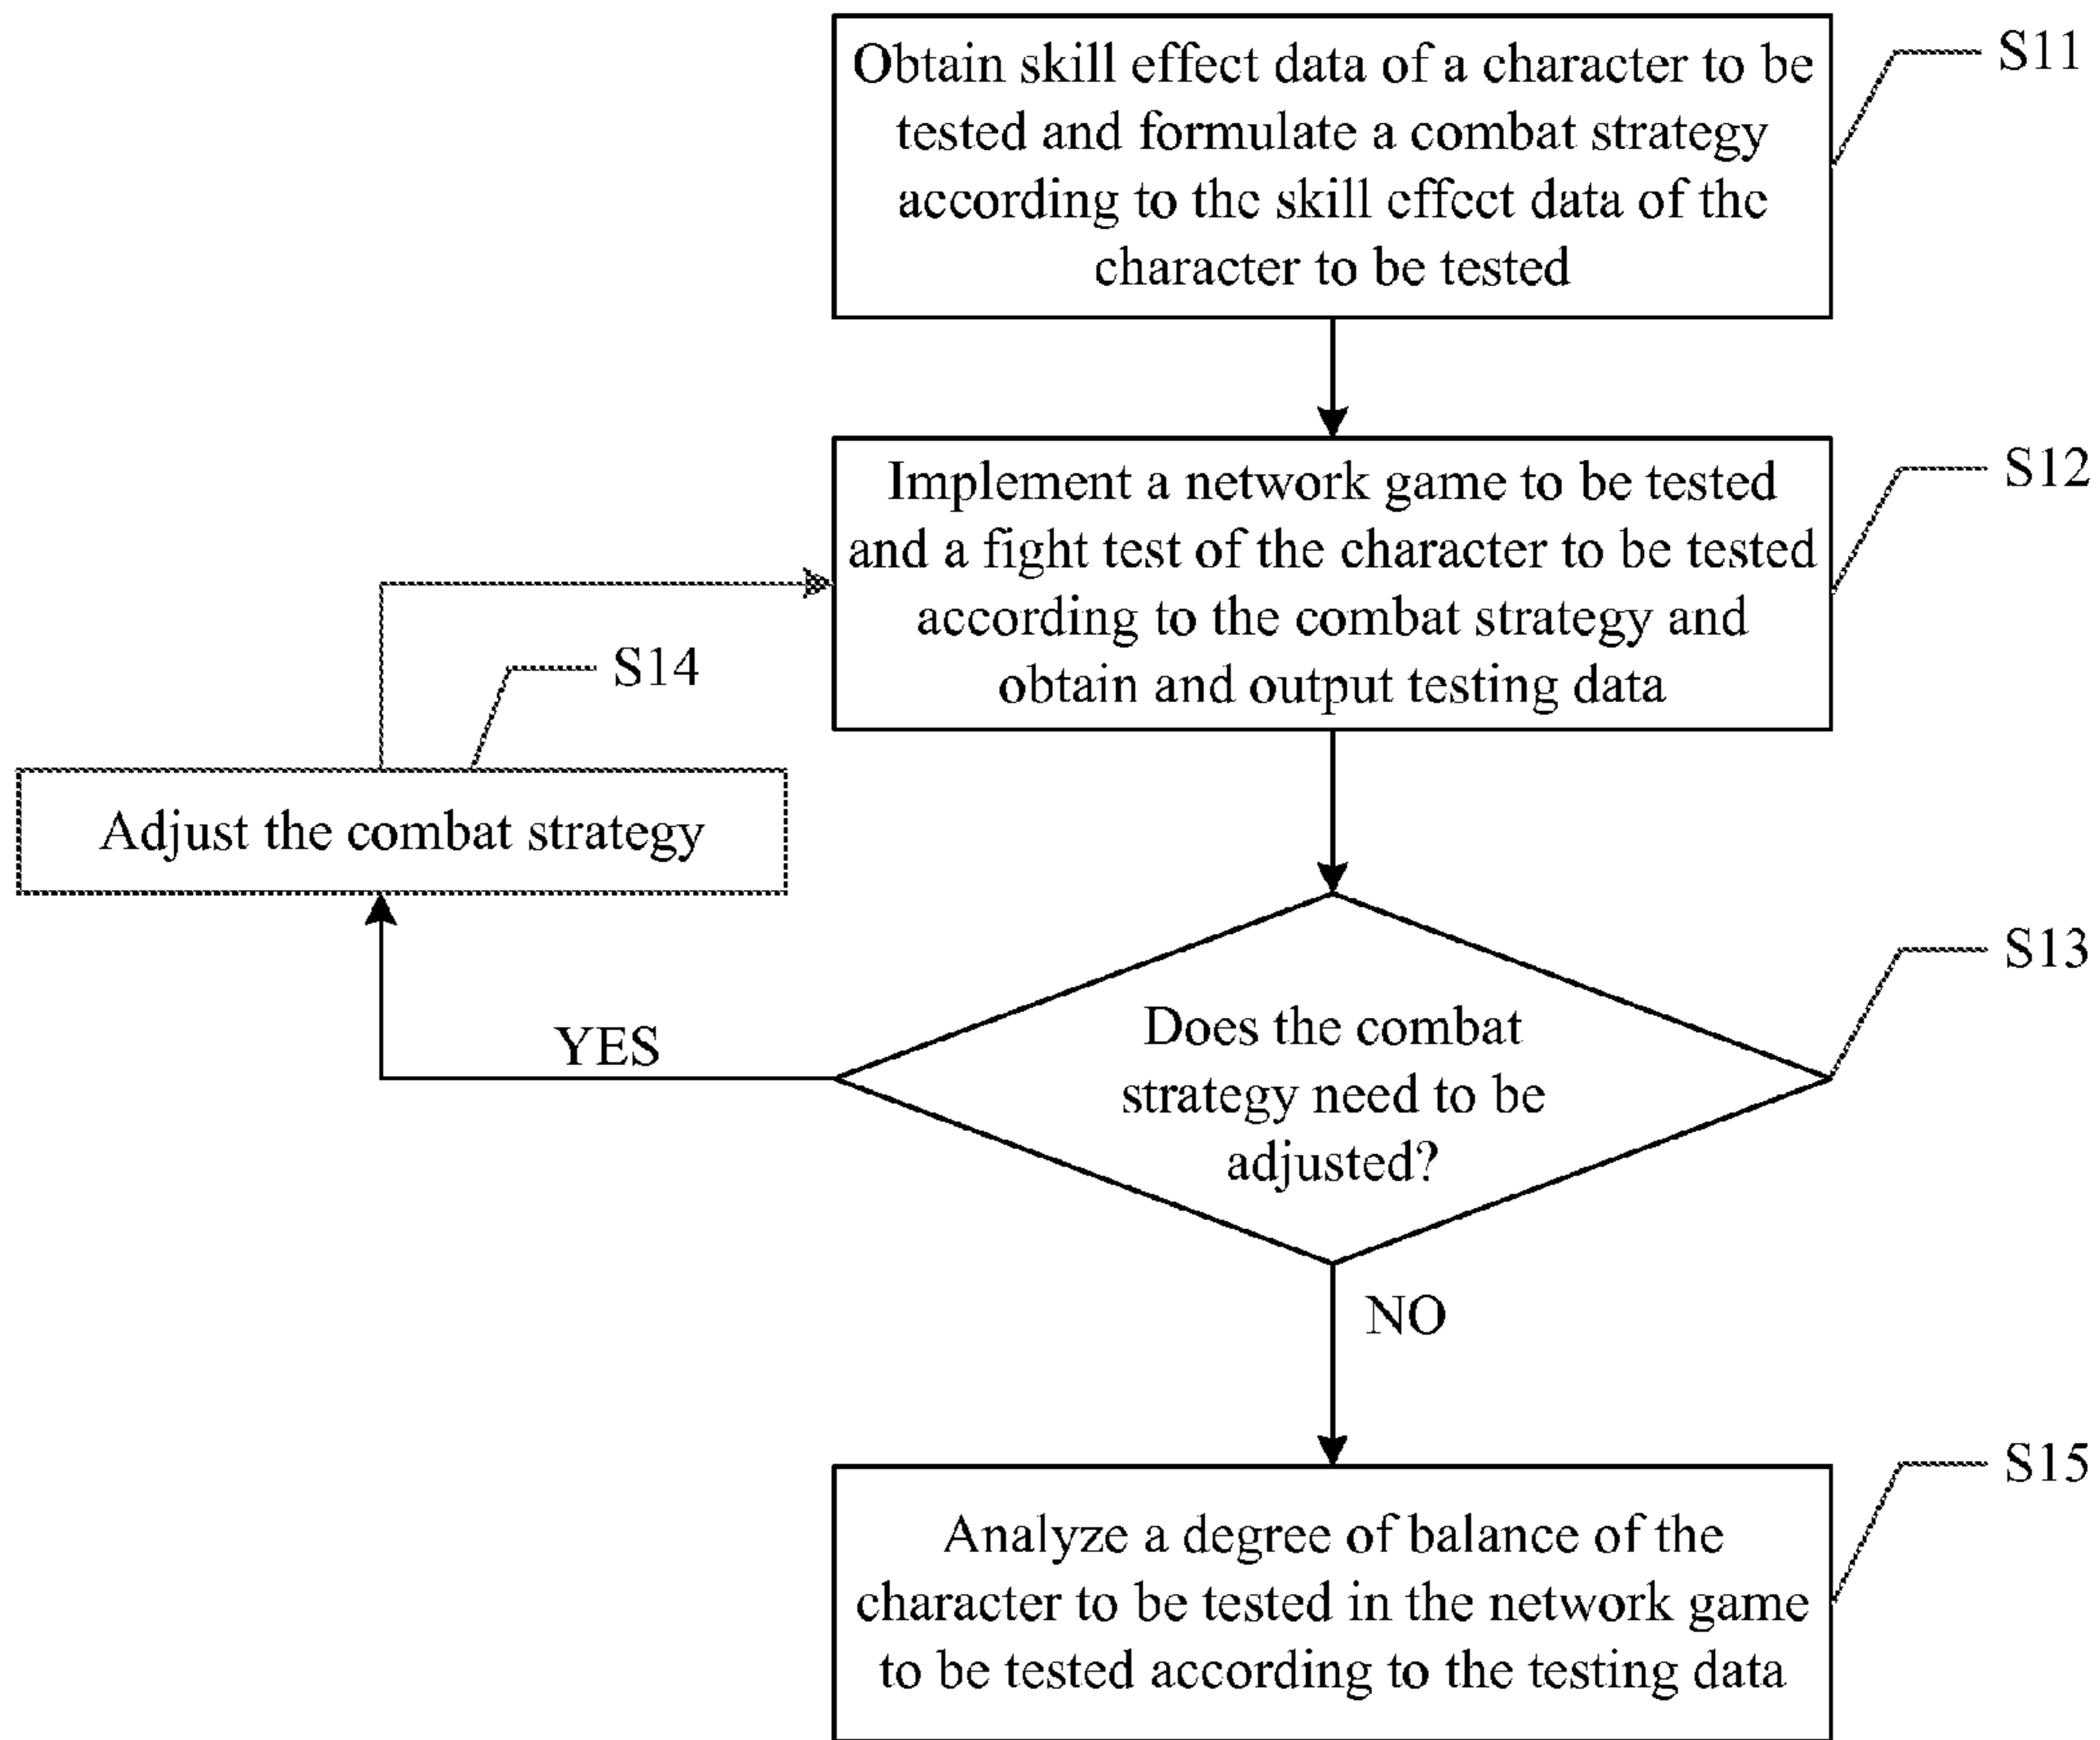 Obtain skill effect data of a character to be
tested and formulate a combat strategy
according to the skill effect data of the
character to be tested
S11
Implement a network game to be tested
and a fight test of the character to be tested
according to the combat strategy and
obtain and output testing data
S12
S14
Adjust the combat strategy
Does the combat
strategy need to be
adjusted?
S13
YES
NO
Analyze a degree of balance of the
character to be tested in the network game
to be tested according to the testing data
S15